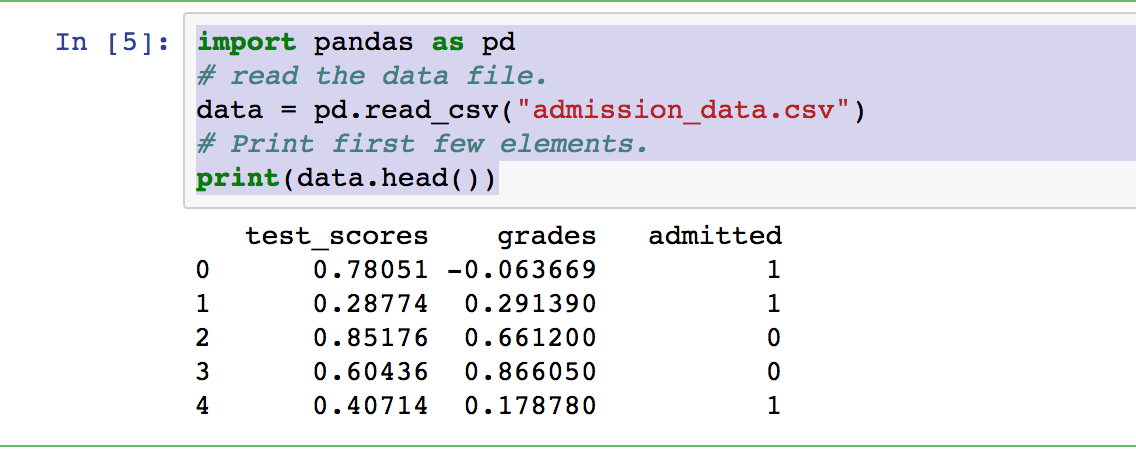 In [5]: import pandas as pd
# read the data file.
data = pd.read_csv("admission_data.csv")
# Print first few elements.
print(data.head())
test_scores grades admitted
0 0.78051 -0.063669 1
1 0.28774 0.291390 1
2 0.85176 0.661200 0
3 0.60436 0.866050 0
4 0.40714 0.178780 1